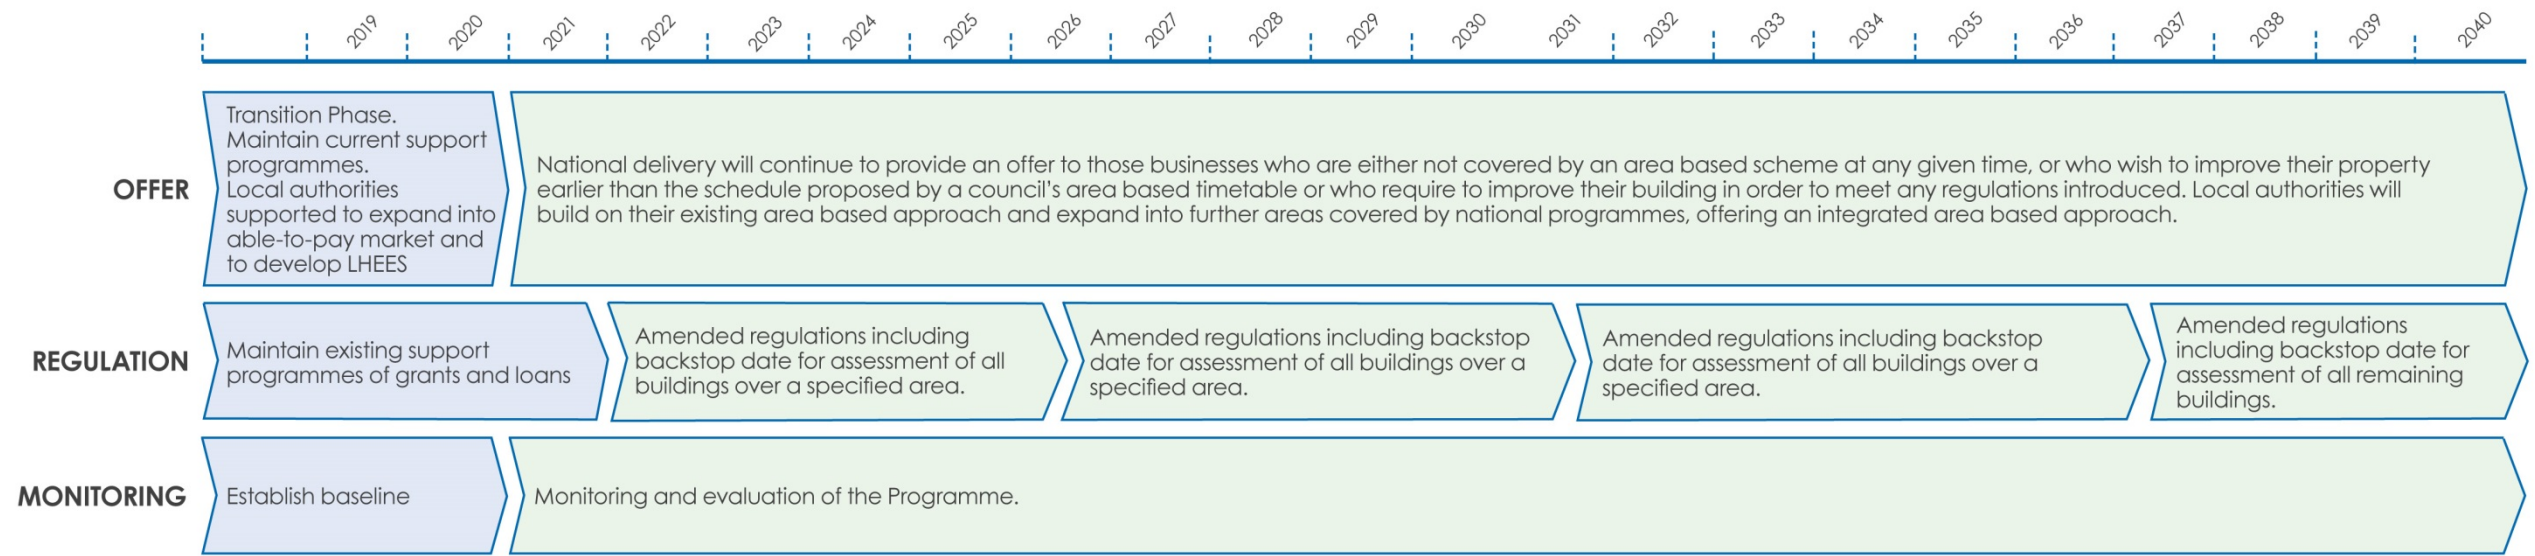 2019 2020 2021 2022 2023 2024 2025 2026 2027 2028 2029 2030 2031 2032 2033 2034 2035 2036 2037 2038 2039 2040
OFFER
Transition Phase.
Maintain current support
programmes.
Local authorities
supported to expand into
able-to-pay market and
to develop LHEES
National delivery will continue to provide an offer to those businesses who are either not covered by an area based scheme at any given time, or who wish to improve their property
earlier than the schedule proposed by a council's area based timetable or who require to improve their building in order to meet any regulations introduced. Local authorities will
build on their existing area based approach and expand into further areas covered by national programmes, offering an integrated area based approach.
REGULATION
Maintain existing support
programmes of grants and loans
Amended regulations including
backstop date for assessment of all
buildings over a specified area.
Amended regulations including backstop
date for assessment of all buildings over a
specified area.
Amended regulations including backstop
date for assessment of all buildings over a
specified area.
Amended regulations
including backstop date for
assessment of all remaining
buildings.
MONITORING
Establish baseline
Monitoring and evaluation of the Programme.